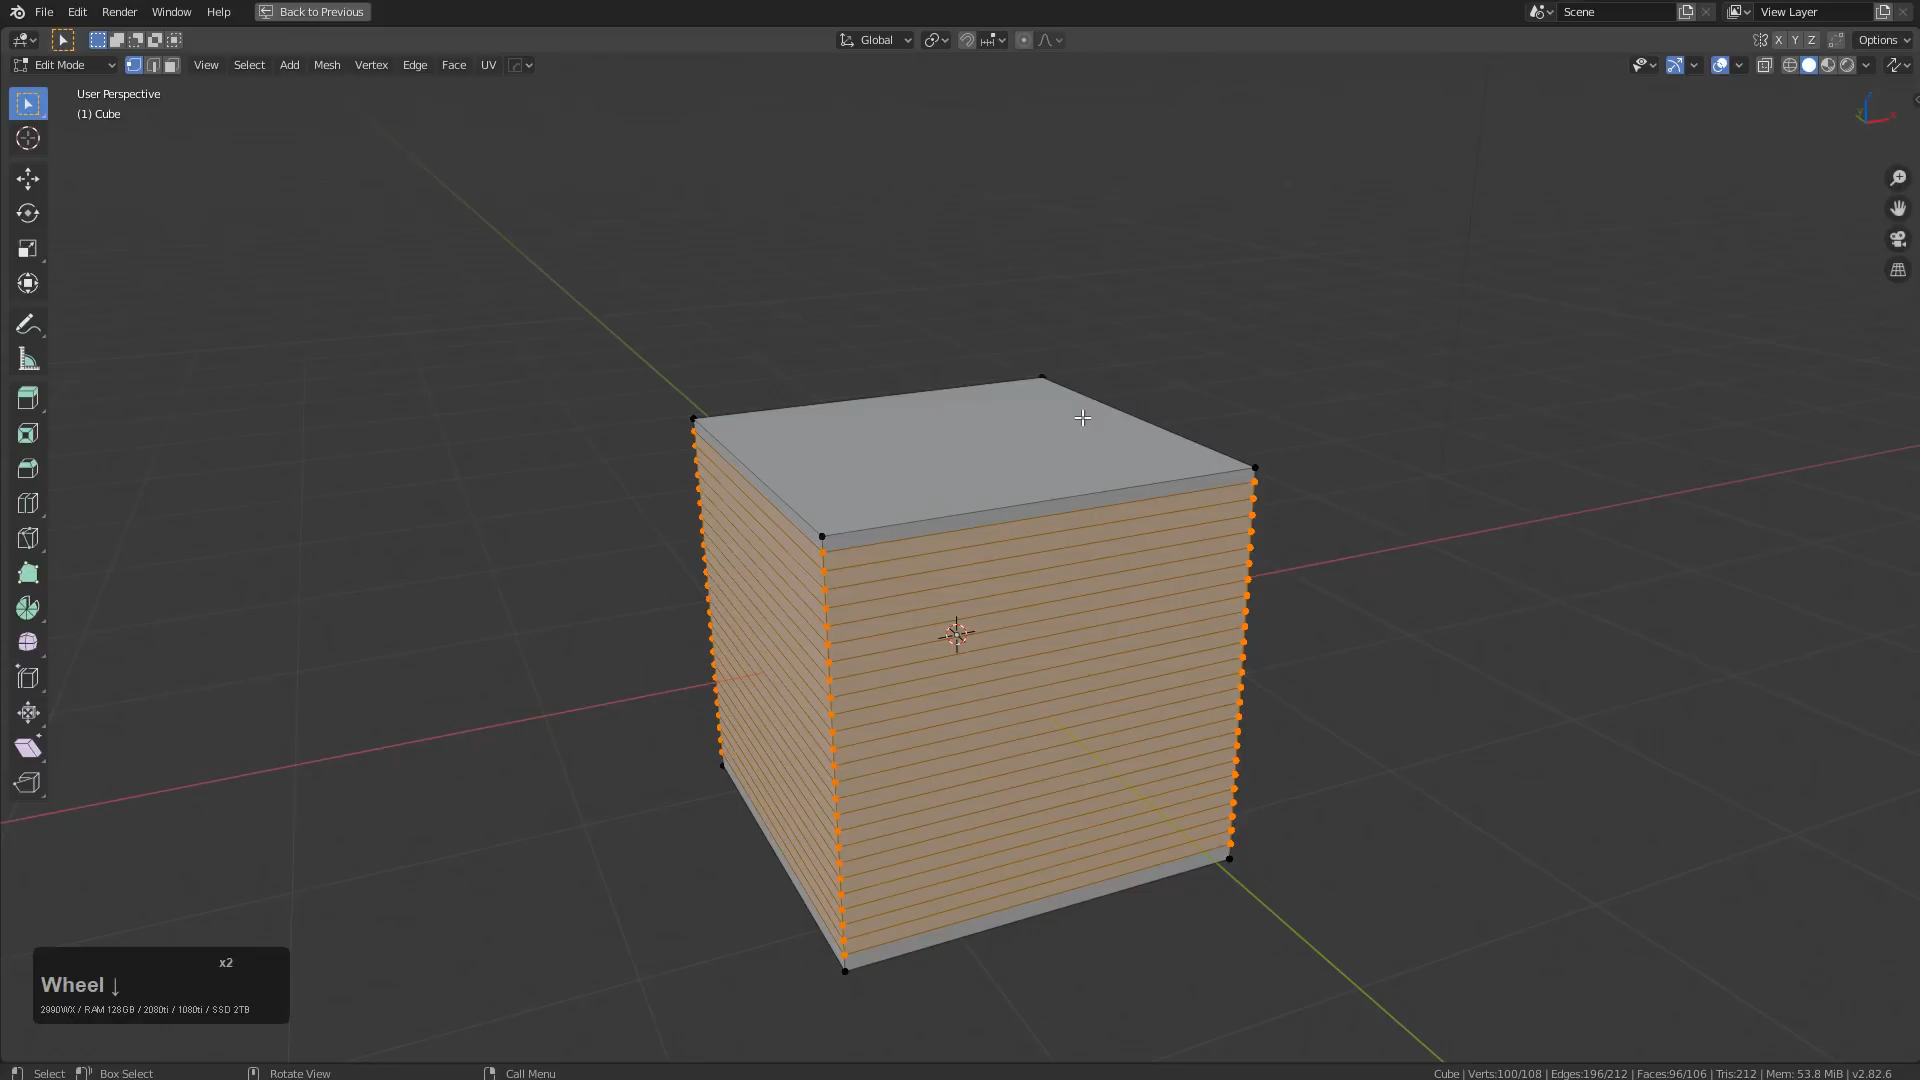 File Edit Render Window Help Back to Previous Scene View Layer
Global X Y Z Options
Edit Mode View Select Add Mesh Vertex Edge Face UV
User Perspective
(1) Cube
x2
Wheel ↓
2990WX / RAM 128GB / 2080ti / 1080ti / SSD 2TB
Select Box Select Rotate View Call Menu Cube | Verts:100/108 | Edges:196/212 | Faces:96/106 | Tris:212 | Mem: 53.8 MiB | v2.82.6